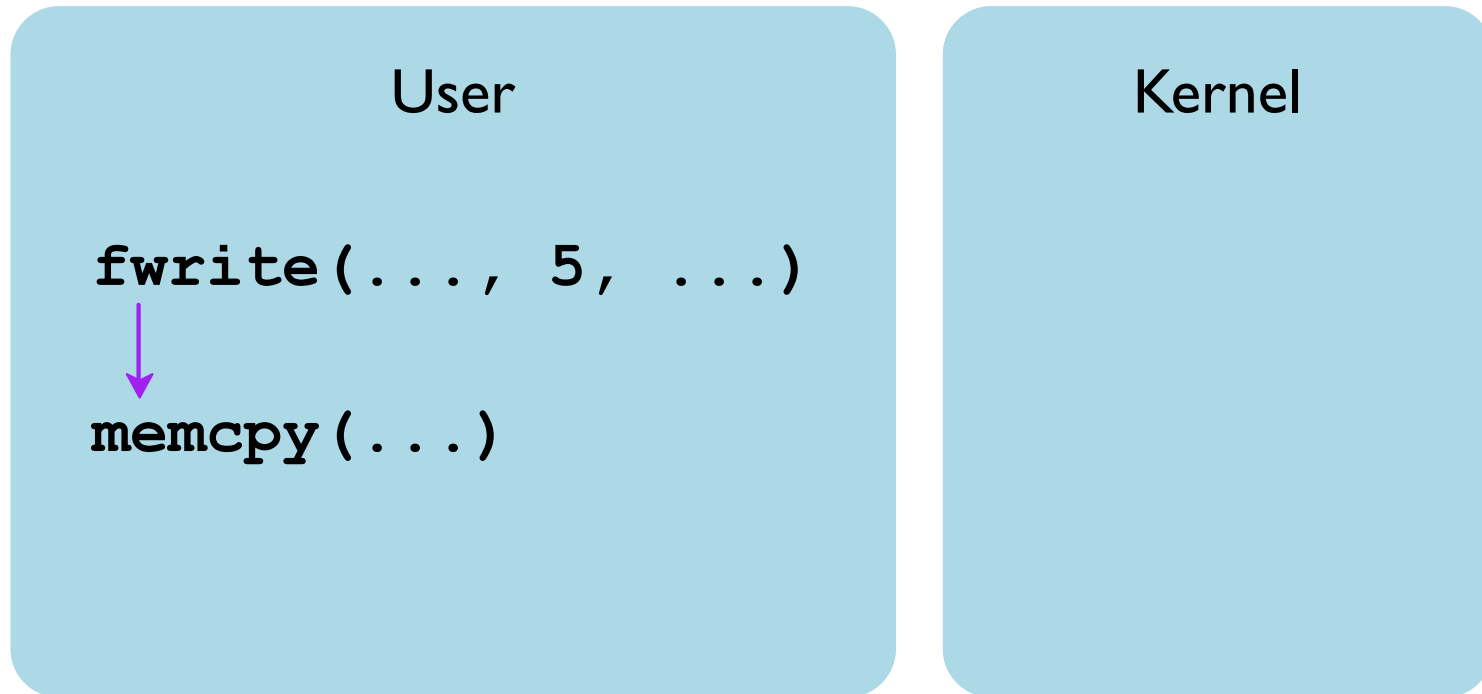 User
Kernel
fwrite(..., 5, ...)
memcpy(...)